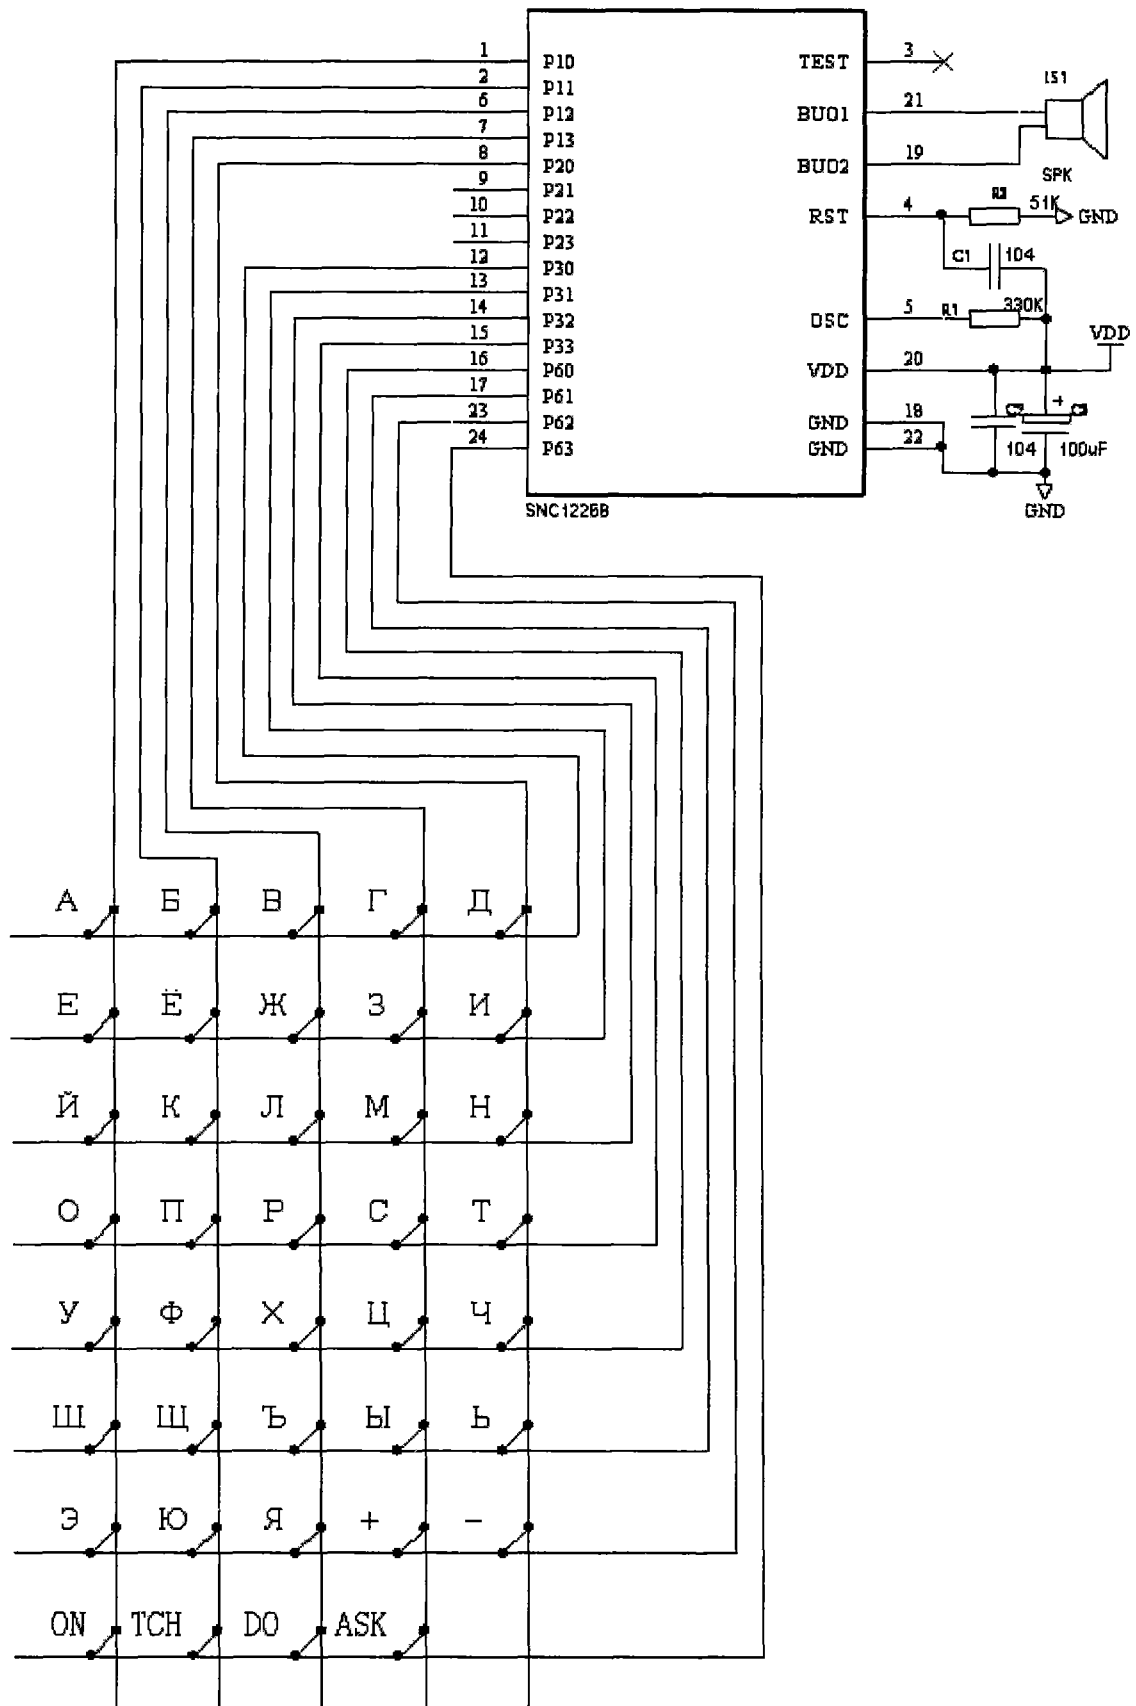 1 P10 TEST 3
2 P11 IS1
6 P12 BUO1 21
7 P13
8 P20 BUO2 19
9 P21 SPK
10 P22 RST 4 51K GND
11 P23
12 P30 C1 104
13 P31
14 P32 OSC 5 R1 330K
15 P33 VDD
16 P60 VDD 20
17 P61 +
23 P62 GND 18
24 P63 GND 22 104 100uF
SNC1226B GND
А Б В Г Д
Е Ё Ж З И
Й К Л М Н
О П Р С Т
У Ф Х Ц Ч
Ш Щ Ъ Ы Ь
Э Ю Я + -
ON TCH DO ASK